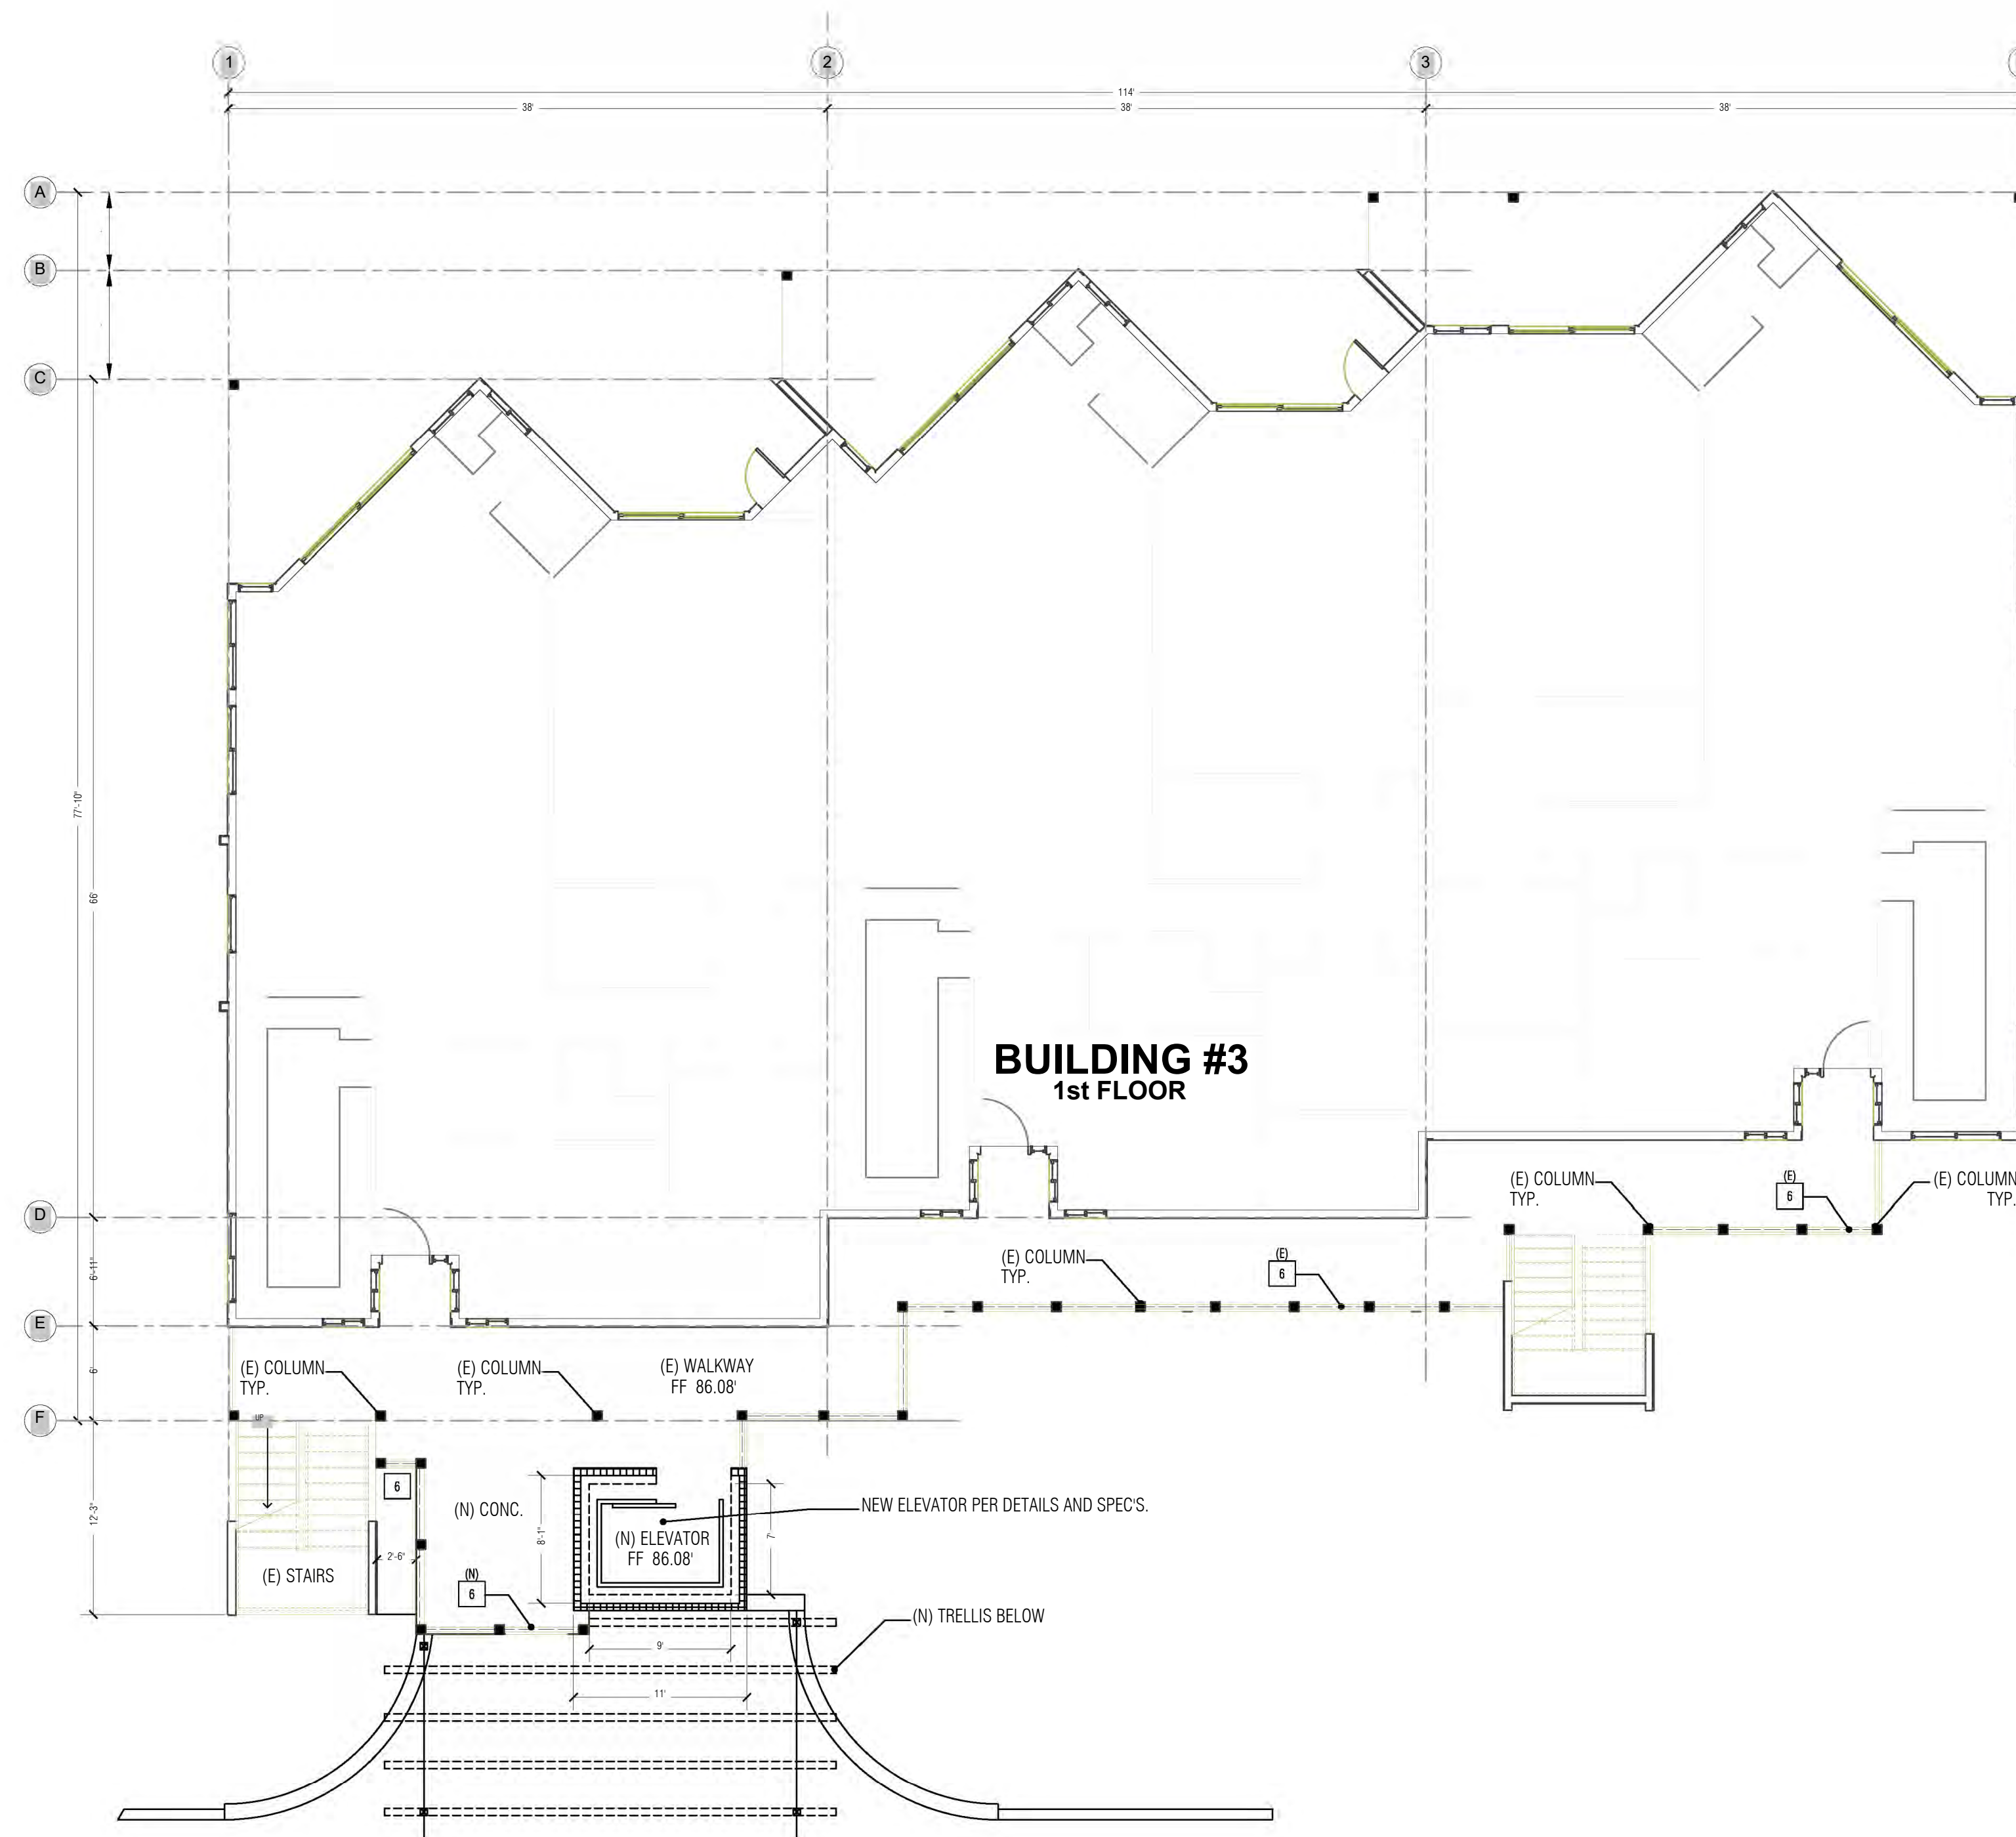 1
2
3
114'
38'
38'
38'
A
B
C
77'-10"
66'
BUILDING #3
1st FLOOR
(E) COLUMN
TYP.
(E)
6
(E) COLUMN
TYP.
D
6'-11"
(E) COLUMN
TYP.
(E)
6
E
6'
(E) COLUMN
TYP.
(E) COLUMN
TYP.
(E) WALKWAY
FF 86.08'
F
UP
6
12'-3"
(N) CONC.
8'-1"
7'
NEW ELEVATOR PER DETAILS AND SPEC'S.
(N) ELEVATOR
FF 86.08'
2'-6"
(E) STAIRS
(N)
6
(N) TRELLIS BELOW
9'
11'